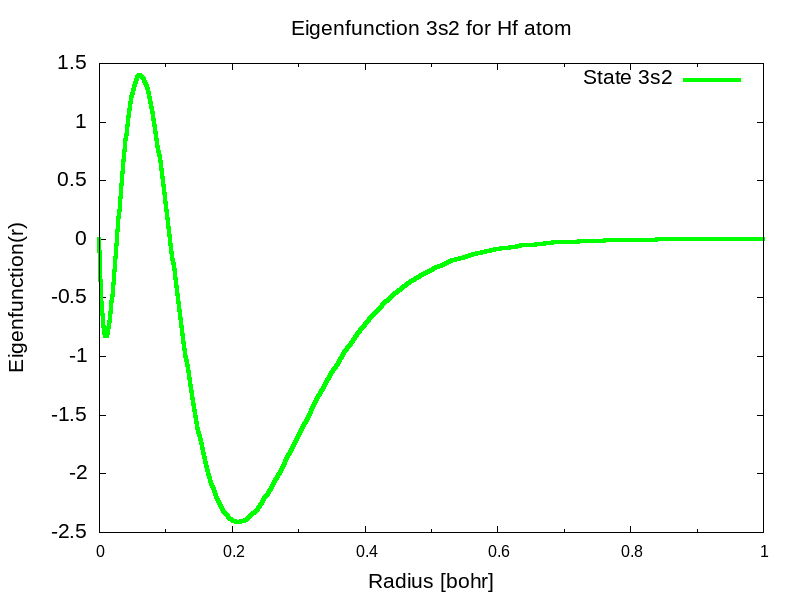 Eigenfunction 3s2 for Hf atom
State 3s2
Eigenfunction(r)
1.5
1
0.5
0
-0.5
-1
-1.5
-2
-2.5
0 0.2 0.4 0.6 0.8 1
Radius [bohr]